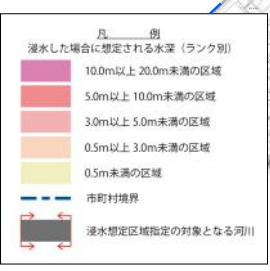 凡 例
浸水した場合に想定される水深（ランク別）
10.0m以上 20.0m未満の区域
5.0m以上 10.0m未満の区域
3.0m以上 5.0m未満の区域
0.5m以上 3.0m未満の区域
0.5m未満の区域
市町村境界
浸水想定区域指定の対象となる河川